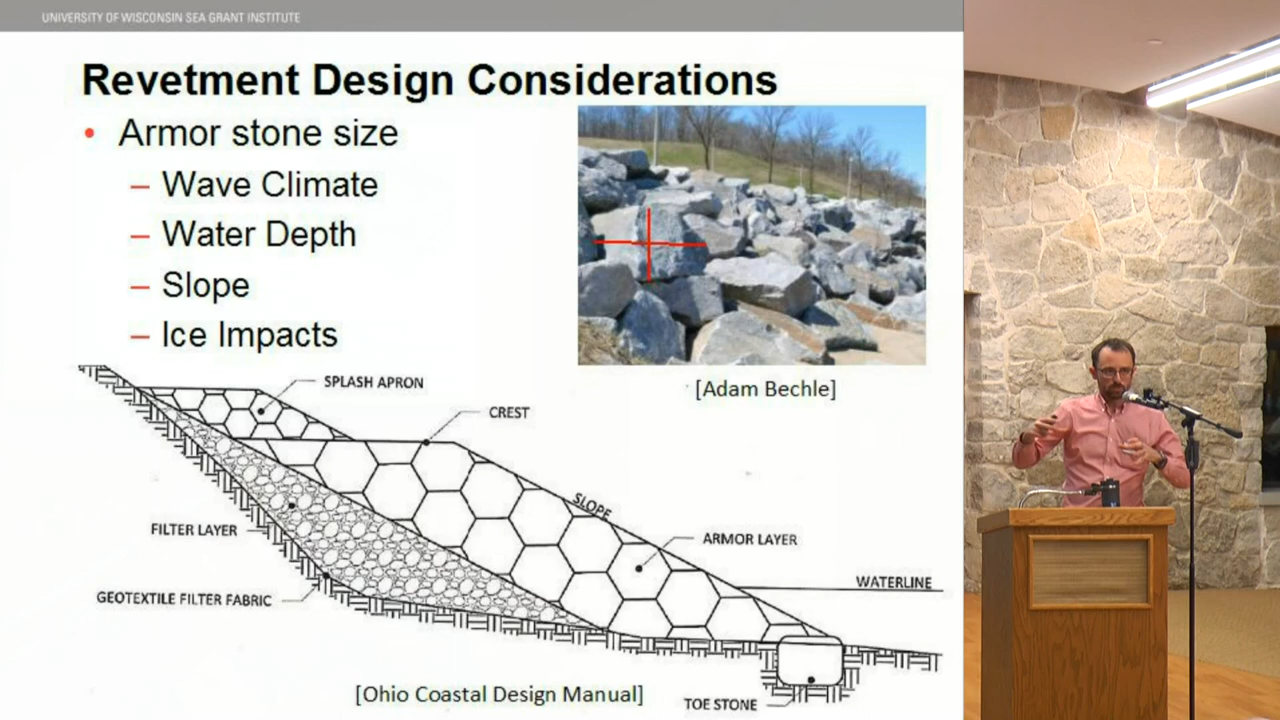 UNIVERSITY OF WISCONSIN SEA GRANT INSTITUTE
Revetment Design Considerations
• Armor stone size
– Wave Climate
– Water Depth
– Slope
– Ice Impacts
[Adam Bechle]
SPLASH APRON
CREST
SLOPE
FILTER LAYER
ARMOR LAYER
WATERLINE
GEOTEXTILE FILTER FABRIC
TOE STONE
[Ohio Coastal Design Manual]